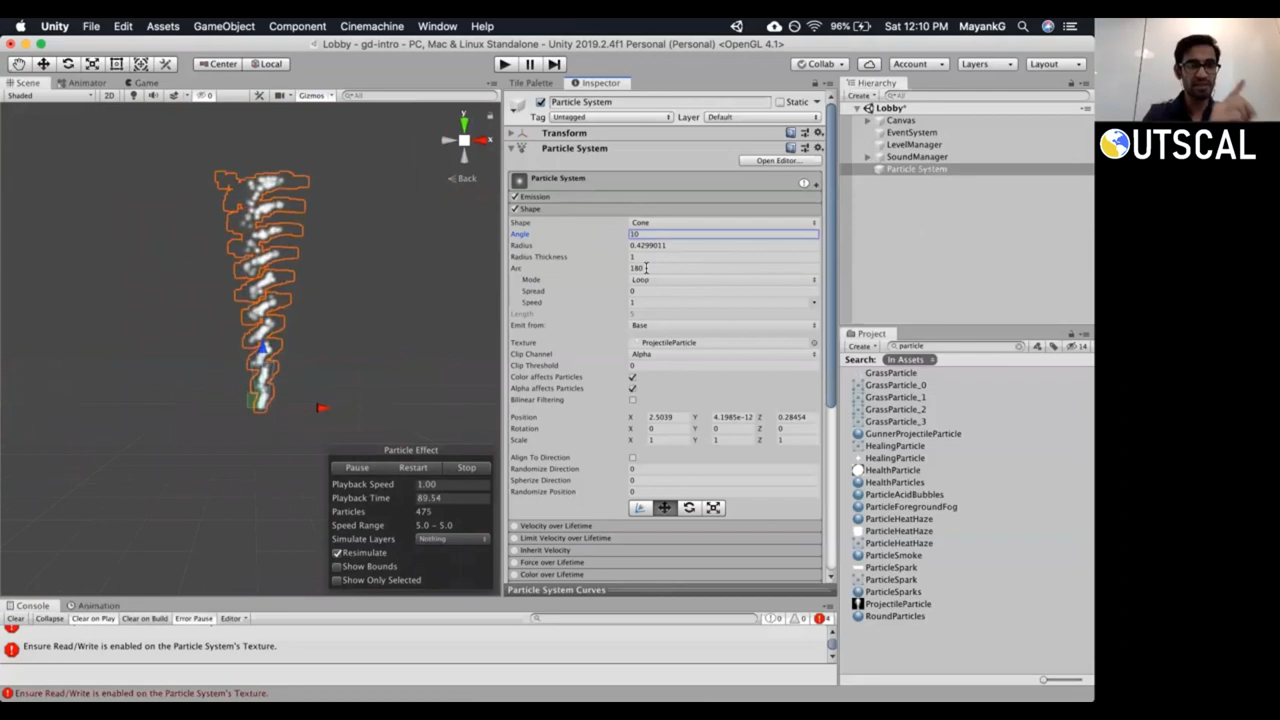 Unity File Edit Assets GameObject Component Cinemachine Window Help 96% Sat 12:10 PM MayankG
Lobby - gd-intro - PC, Mac & Linux Standalone - Unity 2019.2.4f1 Personal (Personal) <OpenGL 4.1>
Center Local Collab Account Layers Layout
Scene Animator Game Tile Palette Inspector Hierarchy
Shaded 2D 0 Gizmos All Create All
Particle System Static
Tag Untagged Layer Default
Transform
Particle System
Open Editor...
Particle System
Emission
Shape
Shape Cone
Angle 10
Radius 0.4299011
Radius Thickness 1
Arc 180
Mode Loop
Spread 0
Speed 1
Length 5
Emit from: Base
Texture ProjectileParticle
Clip Channel Alpha
Clip Threshold 0
Color affects Particles
Alpha affects Particles
Bilinear Filtering
Position X 2.5039 Y 4.1985e-12 Z 0.28454
Rotation X 0 Y 0 Z 0
Scale X 1 Y 1 Z 1
Align To Direction
Randomize Direction 0
Spherize Direction 0
Randomize Position 0
Velocity over Lifetime
Limit Velocity over Lifetime
Inherit Velocity
Force over Lifetime
Color over Lifetime
Particle System Curves
y
x
Back
Particle Effect
Pause Restart Stop
Playback Speed 1.00
Playback Time 89.54
Particles 475
Speed Range 5.0 - 5.0
Simulate Layers Nothing
Resimulate
Show Bounds
Show Only Selected
Lobby*
Canvas
EventSystem
LevelManager
SoundManager
Particle System
Project
Create particle 14
Search: In Assets
GrassParticle
GrassParticle_0
GrassParticle_1
GrassParticle_2
GrassParticle_3
GunnerProjectileParticle
HealingParticle
HealingParticle
HealthParticle
HealthParticles
ParticleAcidBubbles
ParticleForegroundFog
ParticleHeatHaze
ParticleHeatHaze
ParticleHeatHaze
ParticleSmoke
ParticleSpark
ParticleSpark
ParticleSparks
ProjectileParticle
RoundParticles
Console Animation
Clear Collapse Clear on Play Clear on Build Error Pause Editor 0 0 4
Ensure Read/Write is enabled on the Particle System's Texture.
Ensure Read/Write is enabled on the Particle System's Texture.
OUTSCAL